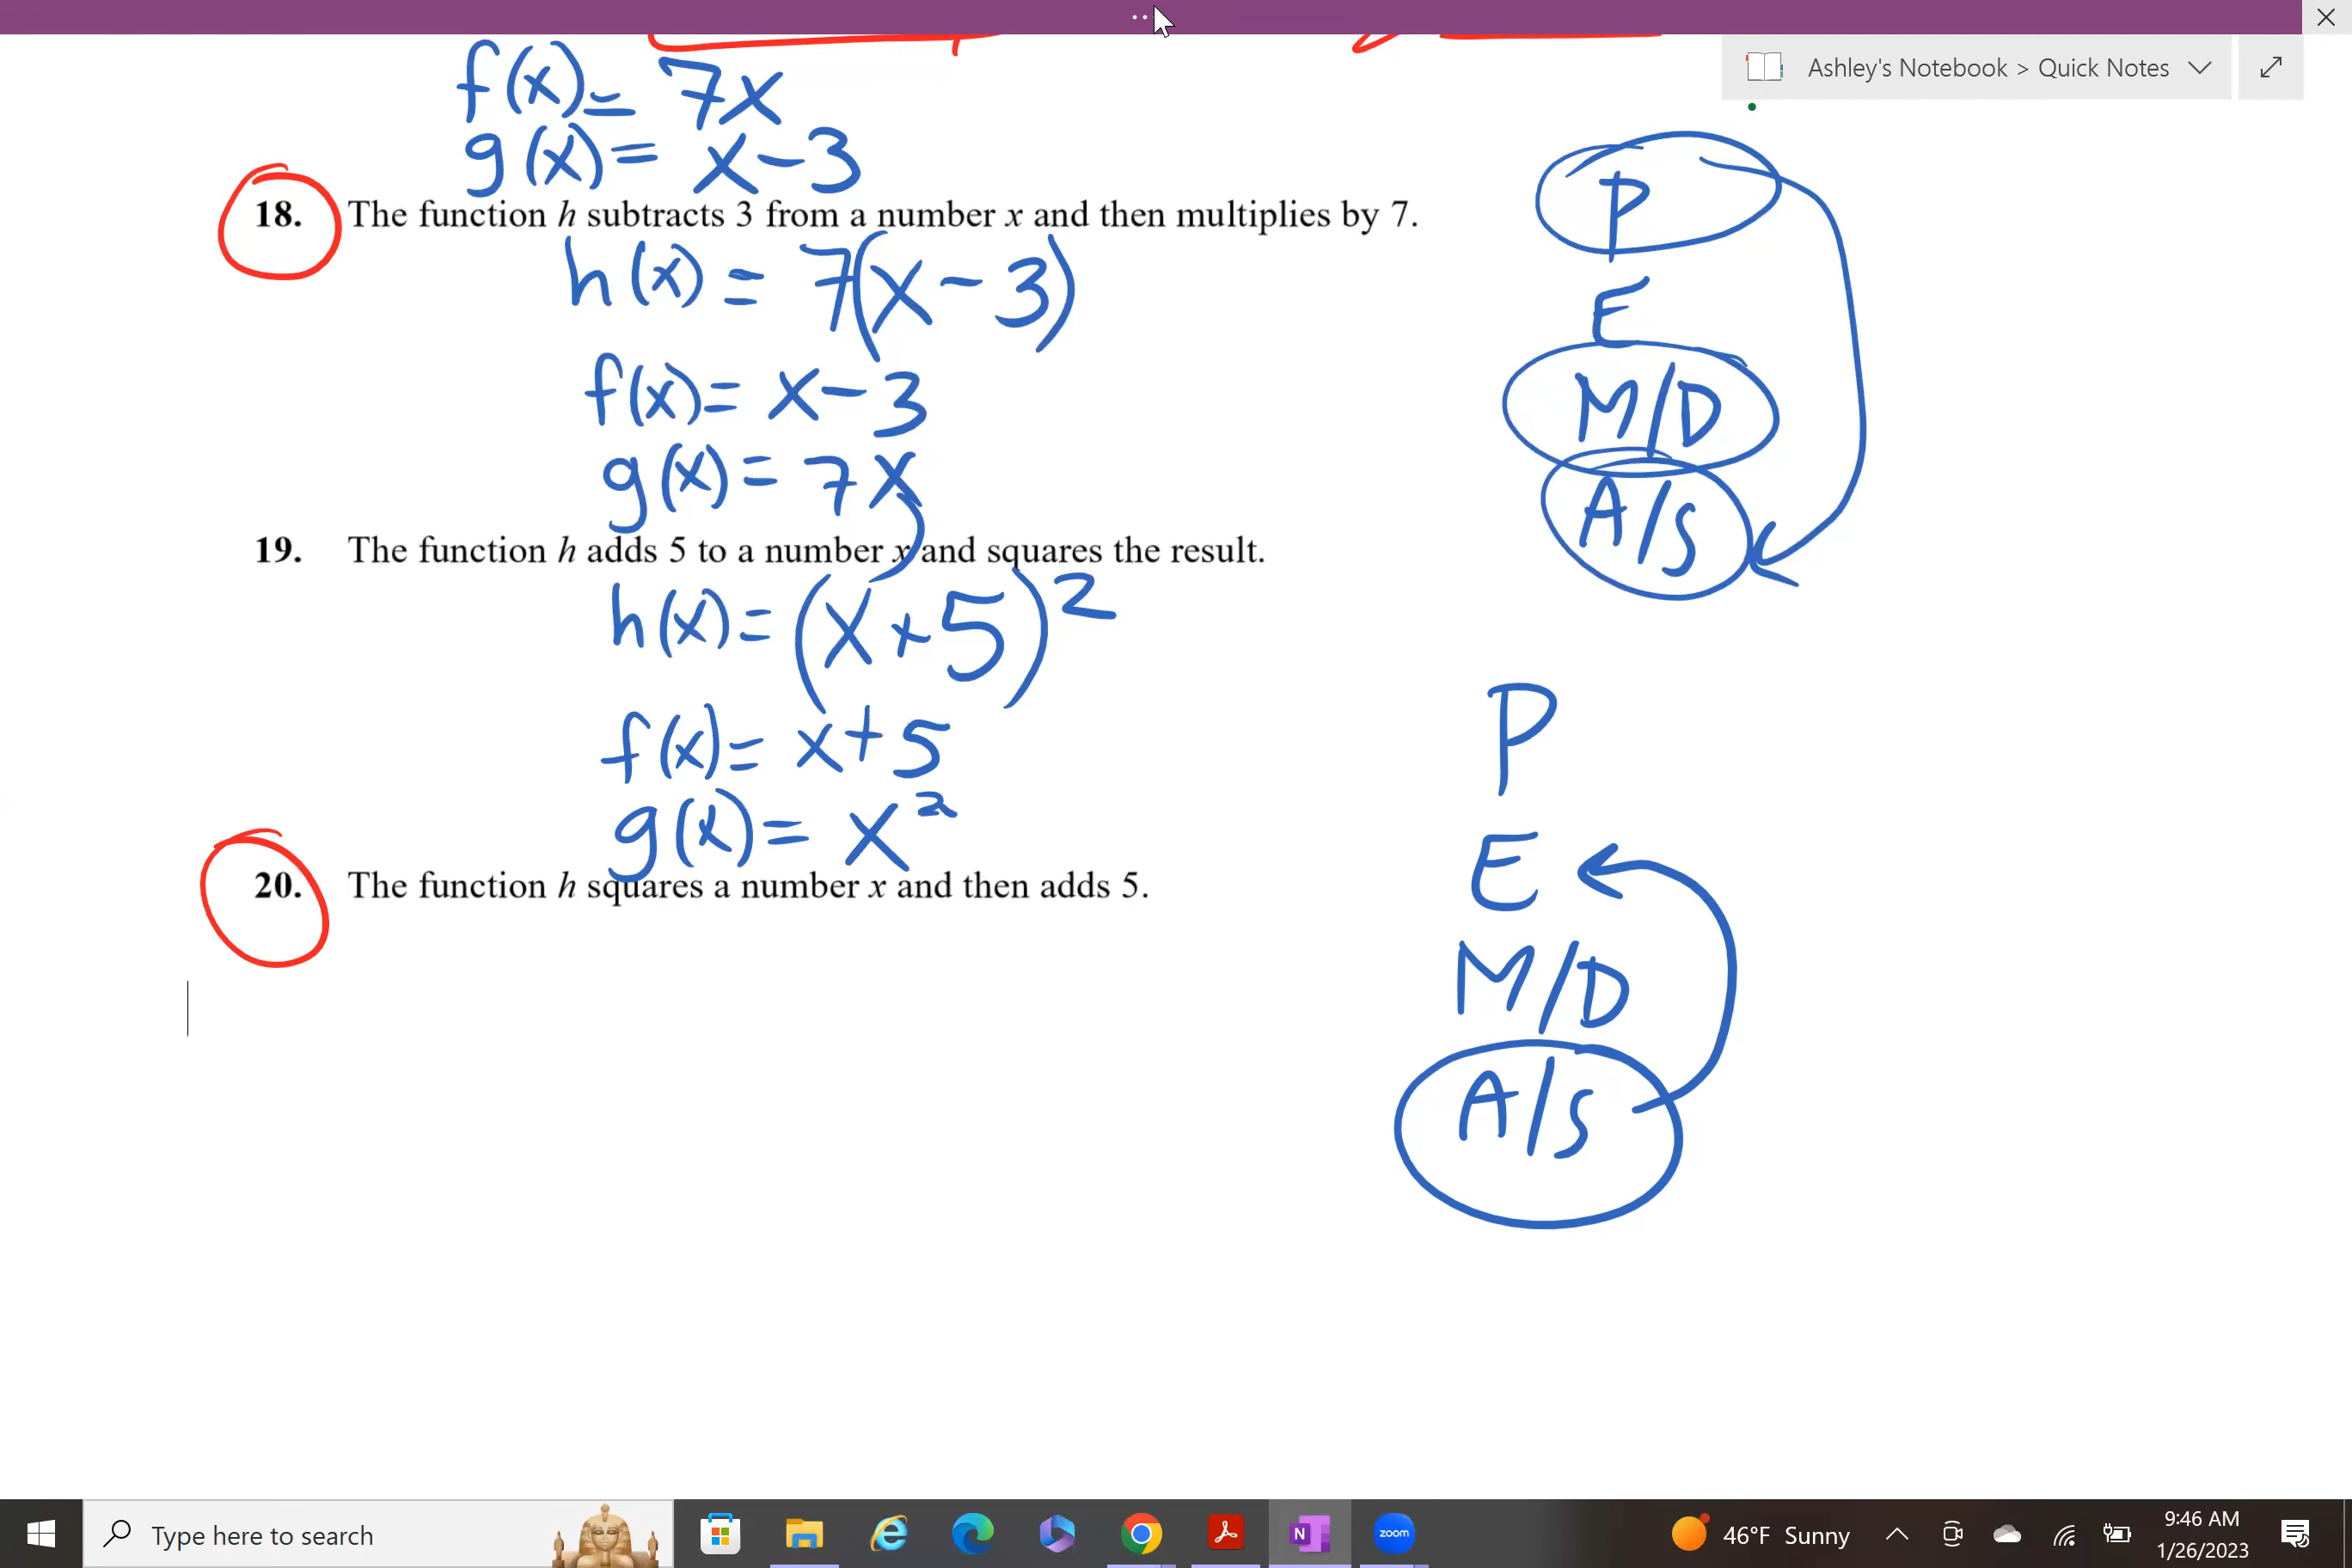 Ashley's Notebook > Quick Notes
f(x) = 7x
g(x) = x - 3
18. The function h subtracts 3 from a number x and then multiplies by 7.
h(x) = 7(x - 3)
f(x) = x - 3
g(x) = 7x
P
E
M/D
A/S
19. The function h adds 5 to a number x and squares the result.
h(x) = (x + 5)²
f(x) = x + 5
g(x) = x²
20. The function h squares a number x and then adds 5.
P
E
M/D
A/S
Type here to search
N
zoom
46°F Sunny
9:46 AM
1/26/2023